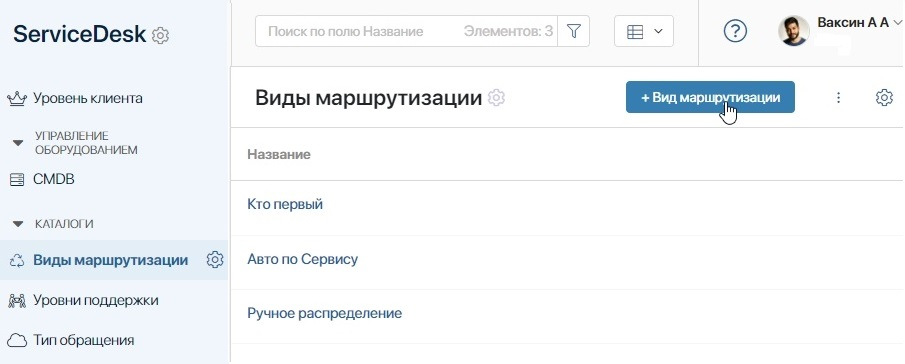 ServiceDesk
Поиск по полю Название Элементов: 3
?
Ваксин А А
Уровень клиента
УПРАВЛЕНИЕ
ОБОРУДОВАНИЕМ
CMDB
КАТАЛОГИ
Виды маршрутизации
Уровни поддержки
Тип обращения
Виды маршрутизации
+ Вид маршрутизации
Название
Кто первый
Авто по Сервису
Ручное распределение